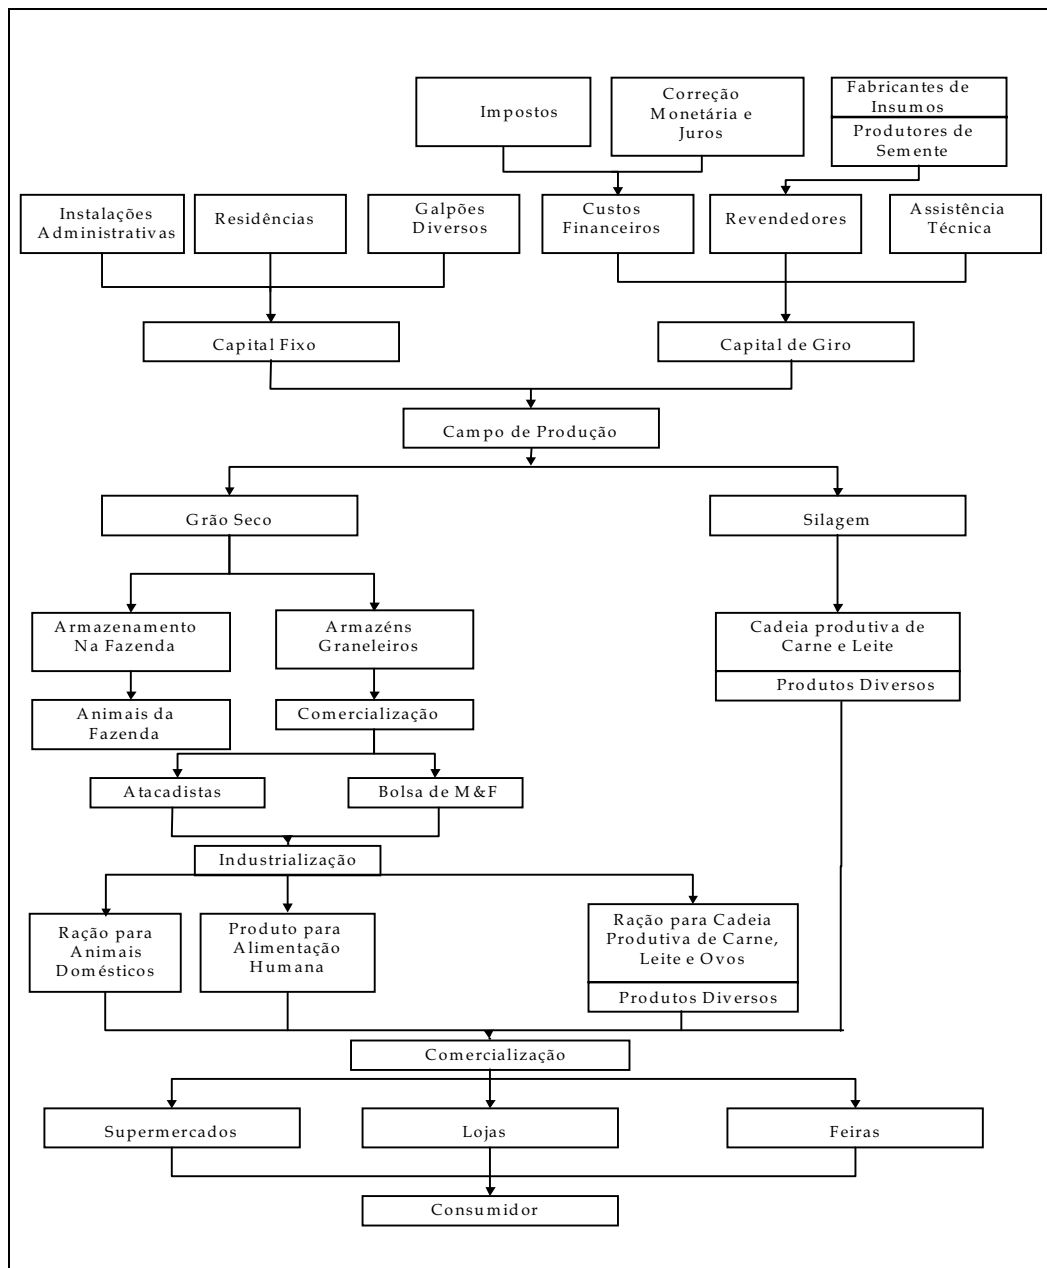 Impostos
Correção
Monetária e
Juros
Fabricantes de
Insumos
Produtores de
Semente
Instalações
Administrativas
Residências
Galpões
Diversos
Custos
Financeiros
Revendedores
Assistência
Técnica
Capital Fixo
Capital de Giro
Campo de Produção
Grão Seco
Silagem
Armazenamento
Na Fazenda
Armazéns
Graneleiros
Cadeia produtiva de
Carne e Leite
Produtos Diversos
Animais da
Fazenda
Comercialização
Atacadistas
Bolsa de M&F
Industrialização
Ração para
Animais
Domésticos
Produto para
Alimentação
Humana
Ração para Cadeia
Produtiva de Carne,
Leite e Ovos
Produtos Diversos
Comercialização
Supermercados
Lojas
Feiras
Consumidor